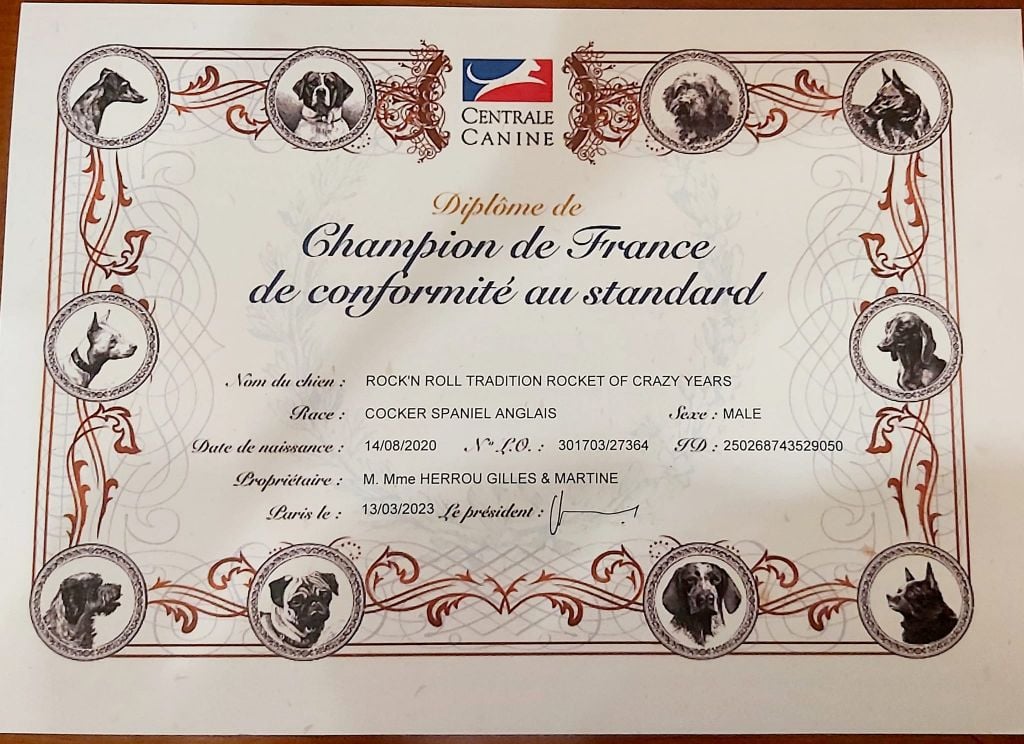 CENTRALE
CANINE
Diplôme de
Champion de France
de conformité au standard
Nom du chien : ROCK'N ROLL TRADITION ROCKET OF CRAZY YEARS
Race : COCKER SPANIEL ANGLAIS Sexe : MALE
Date de naissance : 14/08/2020 N° L.O. : 301703/27364 ID : 250268743529050
Propriétaire : M. Mme HERROU GILLES & MARTINE
Paris le : 13/03/2023 Le président :